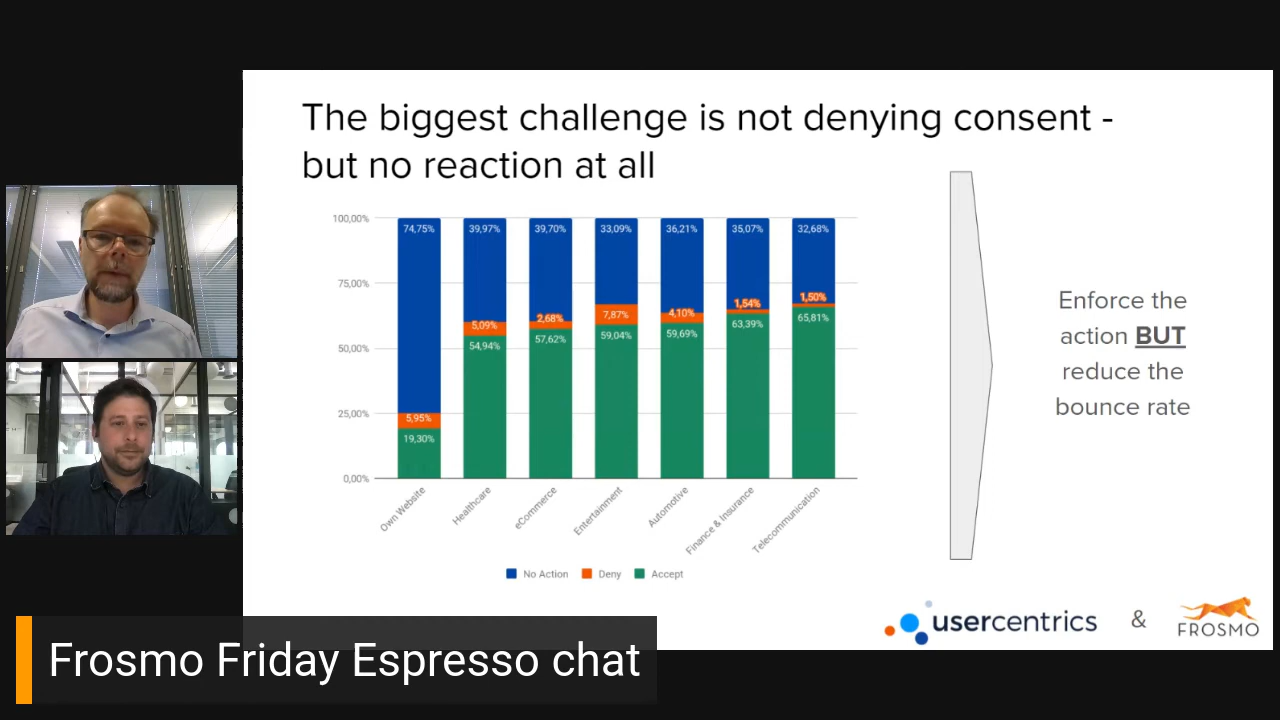 The biggest challenge is not denying consent -
but no reaction at all
100,00%
75,00%
50,00%
25,00%
0,00%
74,75%
39,97%
39,70%
33,09%
36,21%
35,07%
32,68%
5,95%
5,09%
2,68%
7,87%
4,10%
1,54%
1,50%
19,30%
54,94%
57,62%
59,04%
59,69%
63,39%
65,81%
Own Website
Healthcare
eCommerce
Entertainment
Automotive
Finance & Insurance
Telecommunication
No Action
Deny
Accept
Enforce the
action BUT
reduce the
bounce rate
usercentrics
&
FROSMO
Frosmo Friday Espresso chat